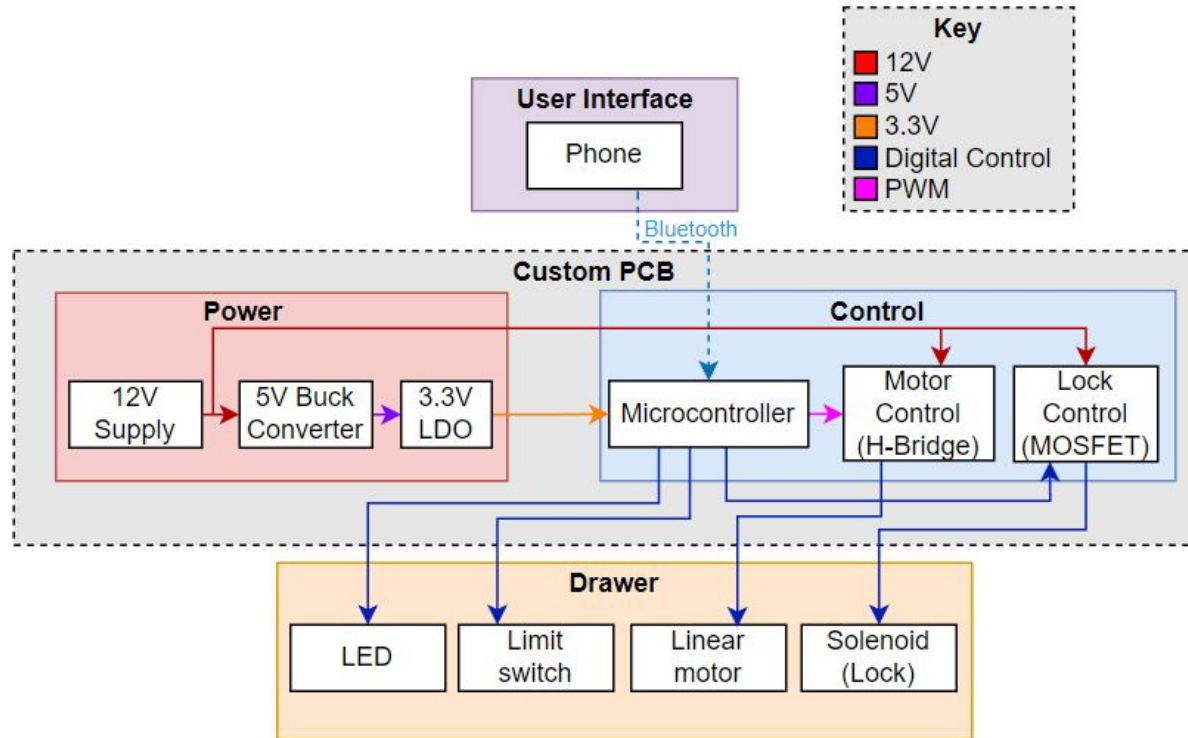 Key
12V
5V
3.3V
Digital Control
PWM
User Interface
Phone
Bluetooth
Custom PCB
Power
12V
Supply
5V Buck
Converter
3.3V
LDO
Control
Microcontroller
Motor
Control
(H-Bridge)
Lock
Control
(MOSFET)
Drawer
LED
Limit
switch
Linear
motor
Solenoid
(Lock)